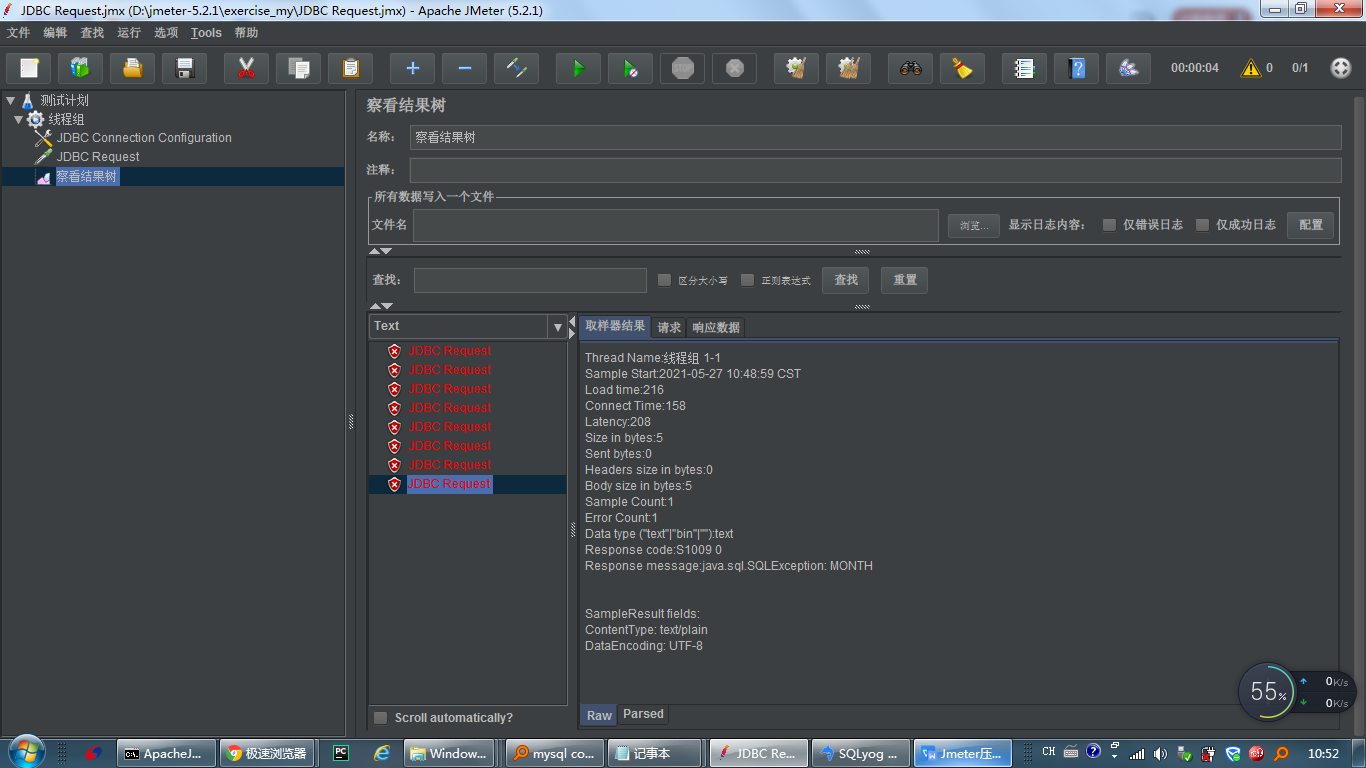 JDBC Request.jmx (D:\jmeter-5.2.1\exercise_my\JDBC Request.jmx) - Apache JMeter (5.2.1)
文件 编辑 查找 运行 选项 Tools 帮助
STOP 00:00:04 0 0/1
测试计划
线程组
JDBC Connection Configuration
JDBC Request
察看结果树
察看结果树
名称： 察看结果树
注释：
所有数据写入一个文件
文件名 浏览... 显示日志内容： 仅错误日志 仅成功日志 配置
查找： 区分大小写 正则表达式 查找 重置
Text
JDBC Request
JDBC Request
JDBC Request
JDBC Request
JDBC Request
JDBC Request
JDBC Request
JDBC Request
Scroll automatically?
取样器结果 请求 响应数据
Thread Name:线程组 1-1
Sample Start:2021-05-27 10:48:59 CST
Load time:216
Connect Time:158
Latency:208
Size in bytes:5
Sent bytes:0
Headers size in bytes:0
Body size in bytes:5
Sample Count:1
Error Count:1
Data type ("text"|"bin"|""):text
Response code:S1009 0
Response message:java.sql.SQLException: MONTH
SampleResult fields:
ContentType: text/plain
DataEncoding: UTF-8
Raw Parsed
55% 0K/s
0K/s
ApacheJ... 极速浏览器 PC Window... mysql co... 记事本 JDBC Re... SQLyog ... Jmeter压... CH 10:52